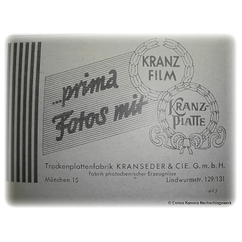 ...prima
Fotos mit
KRANZ
FILM
KRANZ-
PLATTE
Trockenplattenfabrik KRANSEDER & CIE. G.m.b.H.
Fabrik photochemischer Erzeugnisse
München 15 Lindwurmstr. 129/131